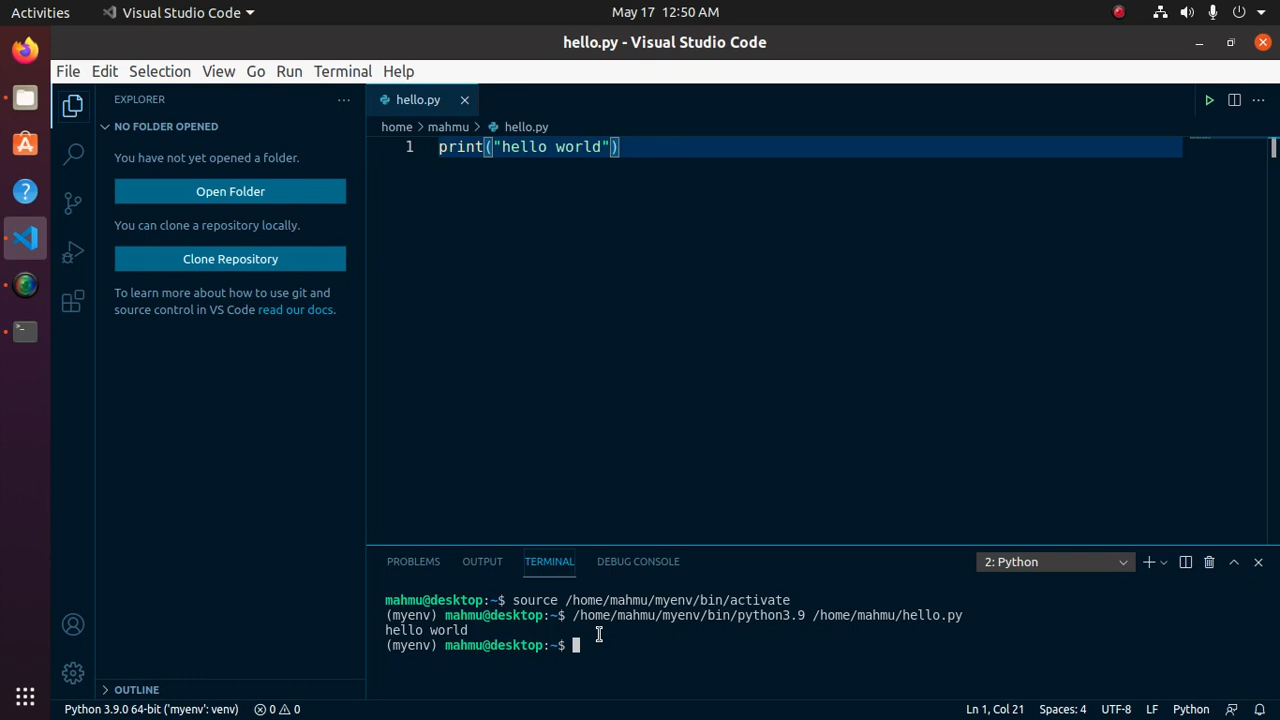 Activities
Visual Studio Code
May 17 12:50 AM
hello.py - Visual Studio Code
File Edit Selection View Go Run Terminal Help
EXPLORER
NO FOLDER OPENED
You have not yet opened a folder.
Open Folder
You can clone a repository locally.
Clone Repository
To learn more about how to use git and
source control in VS Code read our docs.
OUTLINE
hello.py
home mahmu hello.py
1 print("hello world")
PROBLEMS OUTPUT TERMINAL DEBUG CONSOLE
2: Python
mahmu@desktop:~$ source /home/mahmu/myenv/bin/activate
(myenv) mahmu@desktop:~$ /home/mahmu/myenv/bin/python3.9 /home/mahmu/hello.py
hello world
(myenv) mahmu@desktop:~$
Python 3.9.0 64-bit ('myenv': venv) 0 0
Ln 1, Col 21 Spaces: 4 UTF-8 LF Python